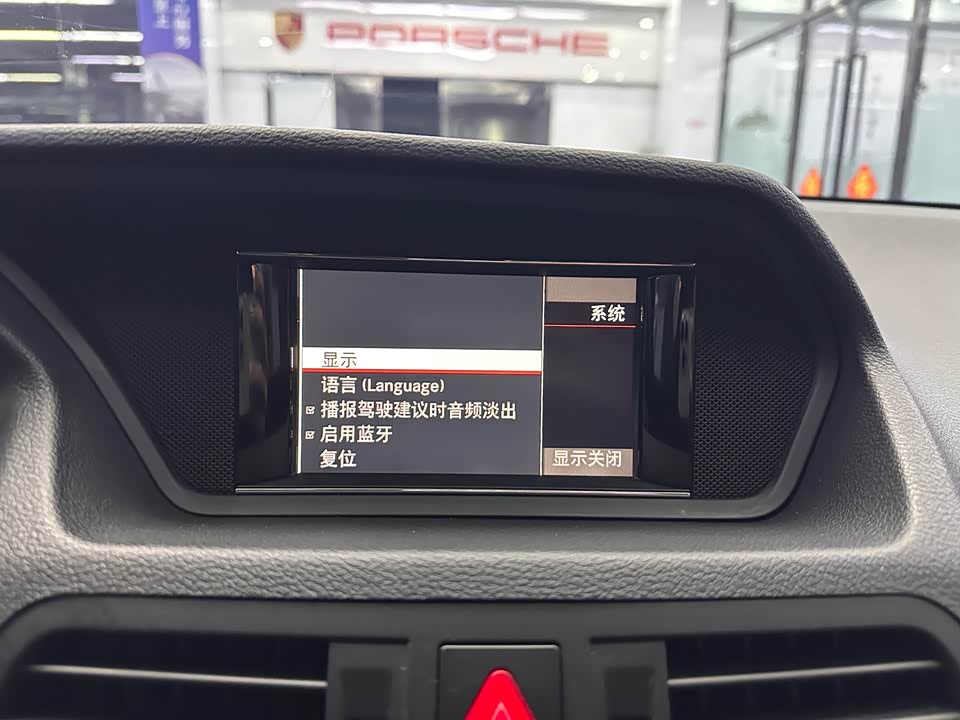 PORSCHE
系统
显示
语言 (Language)
播报驾驶建议时音频淡出
启用蓝牙
复位
显示关闭